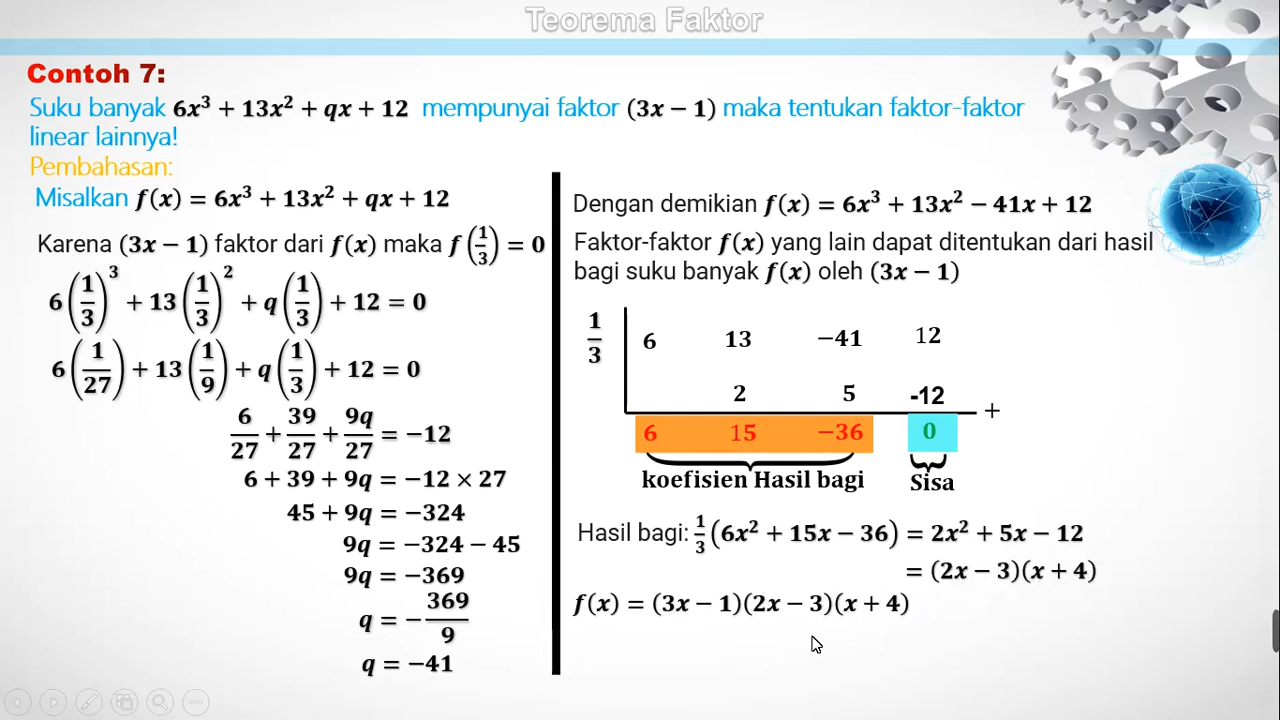 Teorema Faktor
Contoh 7:
Suku banyak 6x³ + 13x² + qx + 12 mempunyai faktor (3x − 1) maka tentukan faktor-faktor
linear lainnya!
Pembahasan:
Misalkan f(x) = 6x³ + 13x² + qx + 12
Karena (3x − 1) faktor dari f(x) maka f(1/3) = 0
6(1/3)³ + 13(1/3)² + q(1/3) + 12 = 0
6(1/27) + 13(1/9) + q(1/3) + 12 = 0
6/27 + 39/27 + 9q/27 = −12
6 + 39 + 9q = −12 × 27
45 + 9q = −324
9q = −324 − 45
9q = −369
q = −369/9
q = −41
Dengan demikian f(x) = 6x³ + 13x² − 41x + 12
Faktor-faktor f(x) yang lain dapat ditentukan dari hasil
bagi suku banyak f(x) oleh (3x − 1)
1/3 6 13 −41 12
2 5 -12 +
6 15 −36 0
koefisien Hasil bagi Sisa
Hasil bagi: 1/3(6x² + 15x − 36) = 2x² + 5x − 12
= (2x − 3)(x + 4)
f(x) = (3x − 1)(2x − 3)(x + 4)